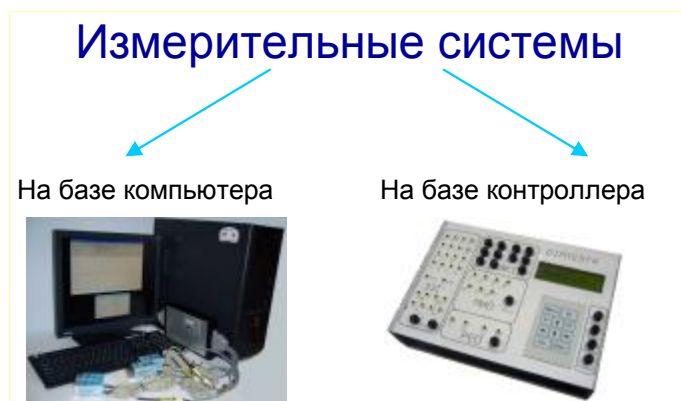 Измерительные системы
На базе компьютера
На базе контроллера